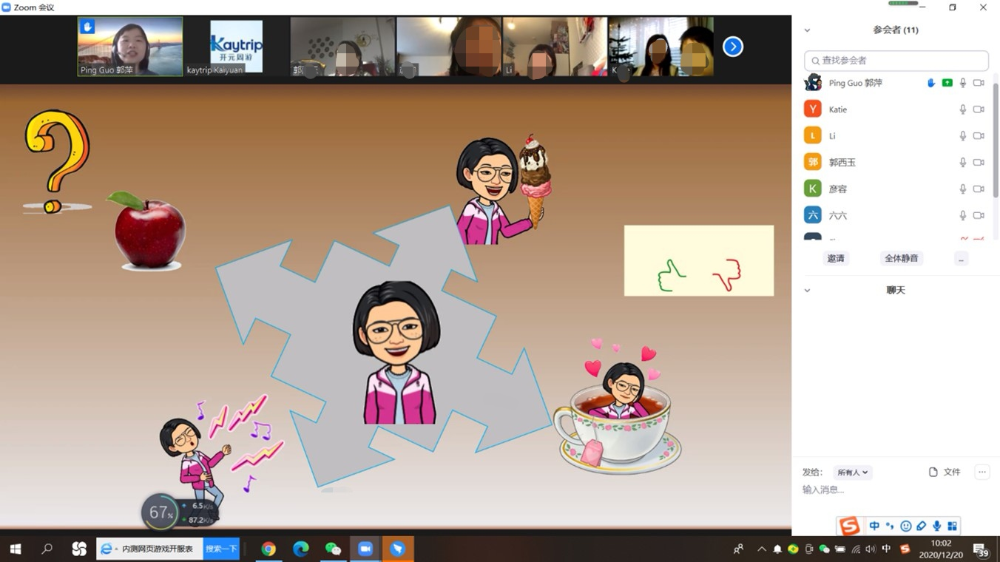 Zoom 会议
Kaytrip
开元周游
Ping Guo 郭萍
kaytrip Kaiyuan
郭
Li
K
参会者 (11)
查找参会者
Ping Guo 郭萍
Y
Katie
L
Li
郭
郭西玉
K
彦容
六
六六
邀请
全体静音
...
聊天
发给:
所有人
文件
...
输入消息...
中
67%
6.5K/s
87.2K/s
内测网页游戏开服表
搜索一下
中
10:02
2020/12/20
39